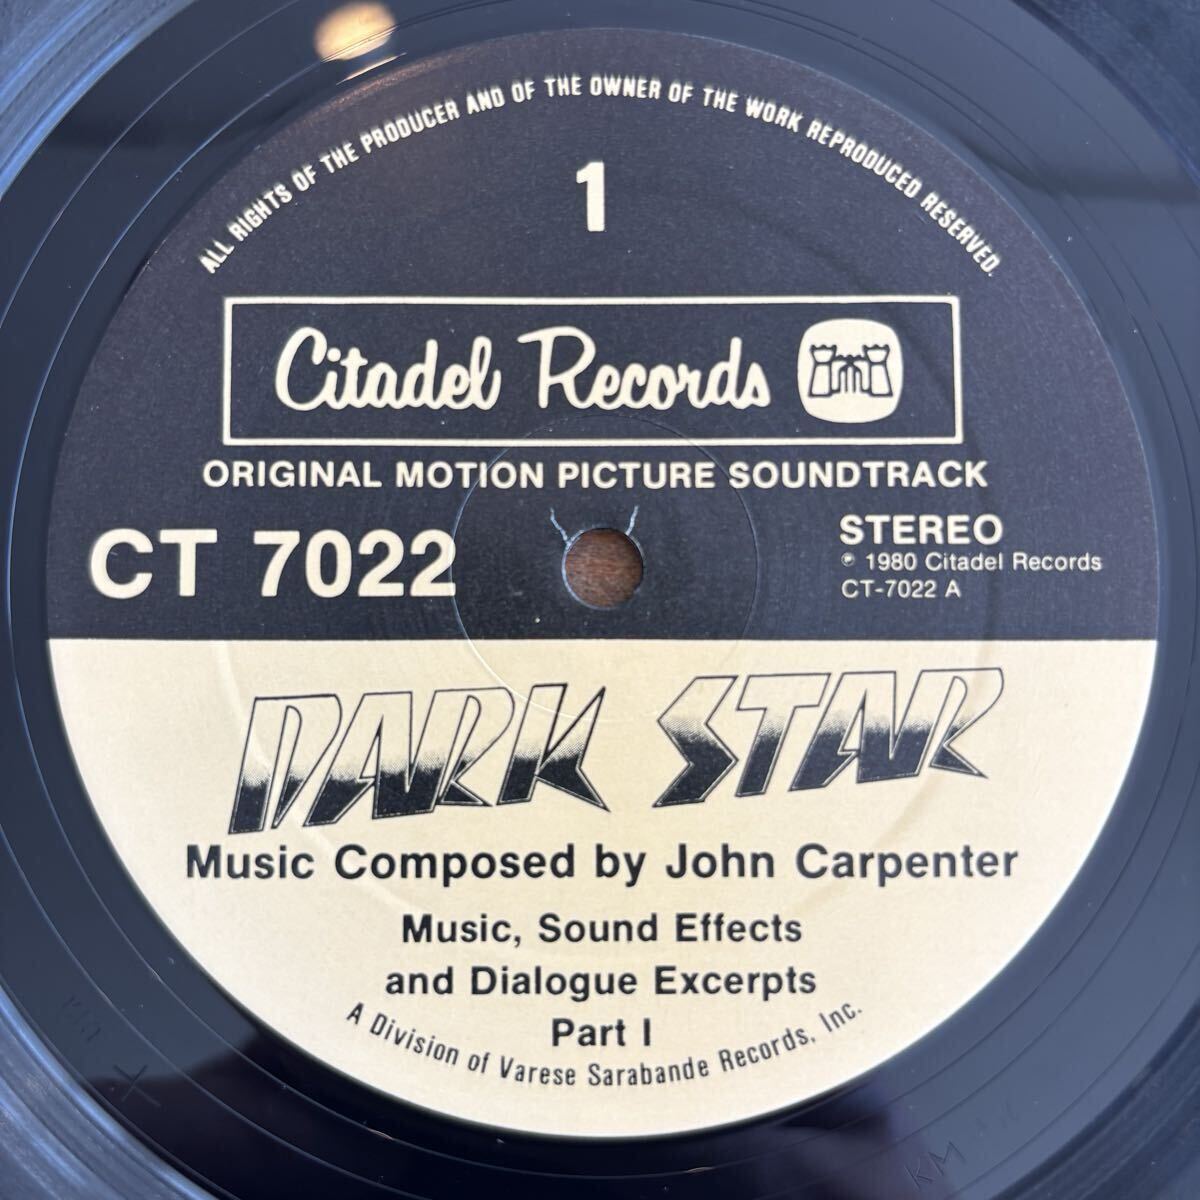 ALL RIGHTS OF THE PRODUCER AND OF THE OWNER OF THE WORK REPRODUCED RESERVED.
1
Citadel Records
ORIGINAL MOTION PICTURE SOUNDTRACK
CT 7022
STEREO
℗ 1980 Citadel Records
CT-7022 A
DARK STAR
Music Composed by John Carpenter
Music, Sound Effects
and Dialogue Excerpts
Part I
A Division of Varese Sarabande Records, Inc.
KM